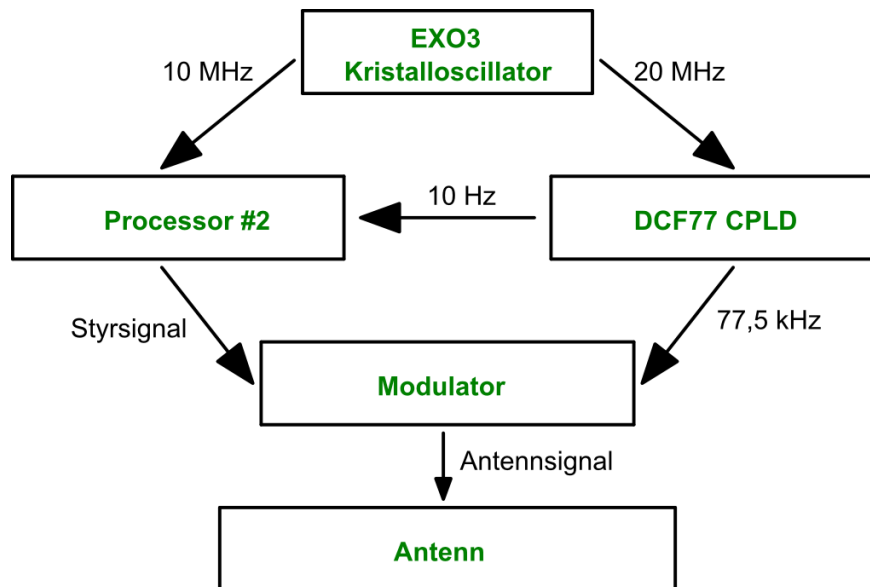 EXO3
Kristalloscillator
10 MHz
20 MHz
Processor #2
10 Hz
DCF77 CPLD
Styrsignal
77,5 kHz
Modulator
Antennsignal
Antenn